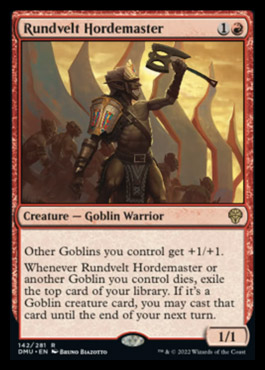 Rundvelt Hordemaster 1
Creature — Goblin Warrior
Other Goblins you control get +1/+1.
Whenever Rundvelt Hordemaster or
another Goblin you control dies, exile
the top card of your library. If it's a
Goblin creature card, you may cast that
card until the end of your next turn.
1/1
142/281 R
DMU • EN BRUNO BIAZOTTO
™ & © 2022 Wizards of the Coast